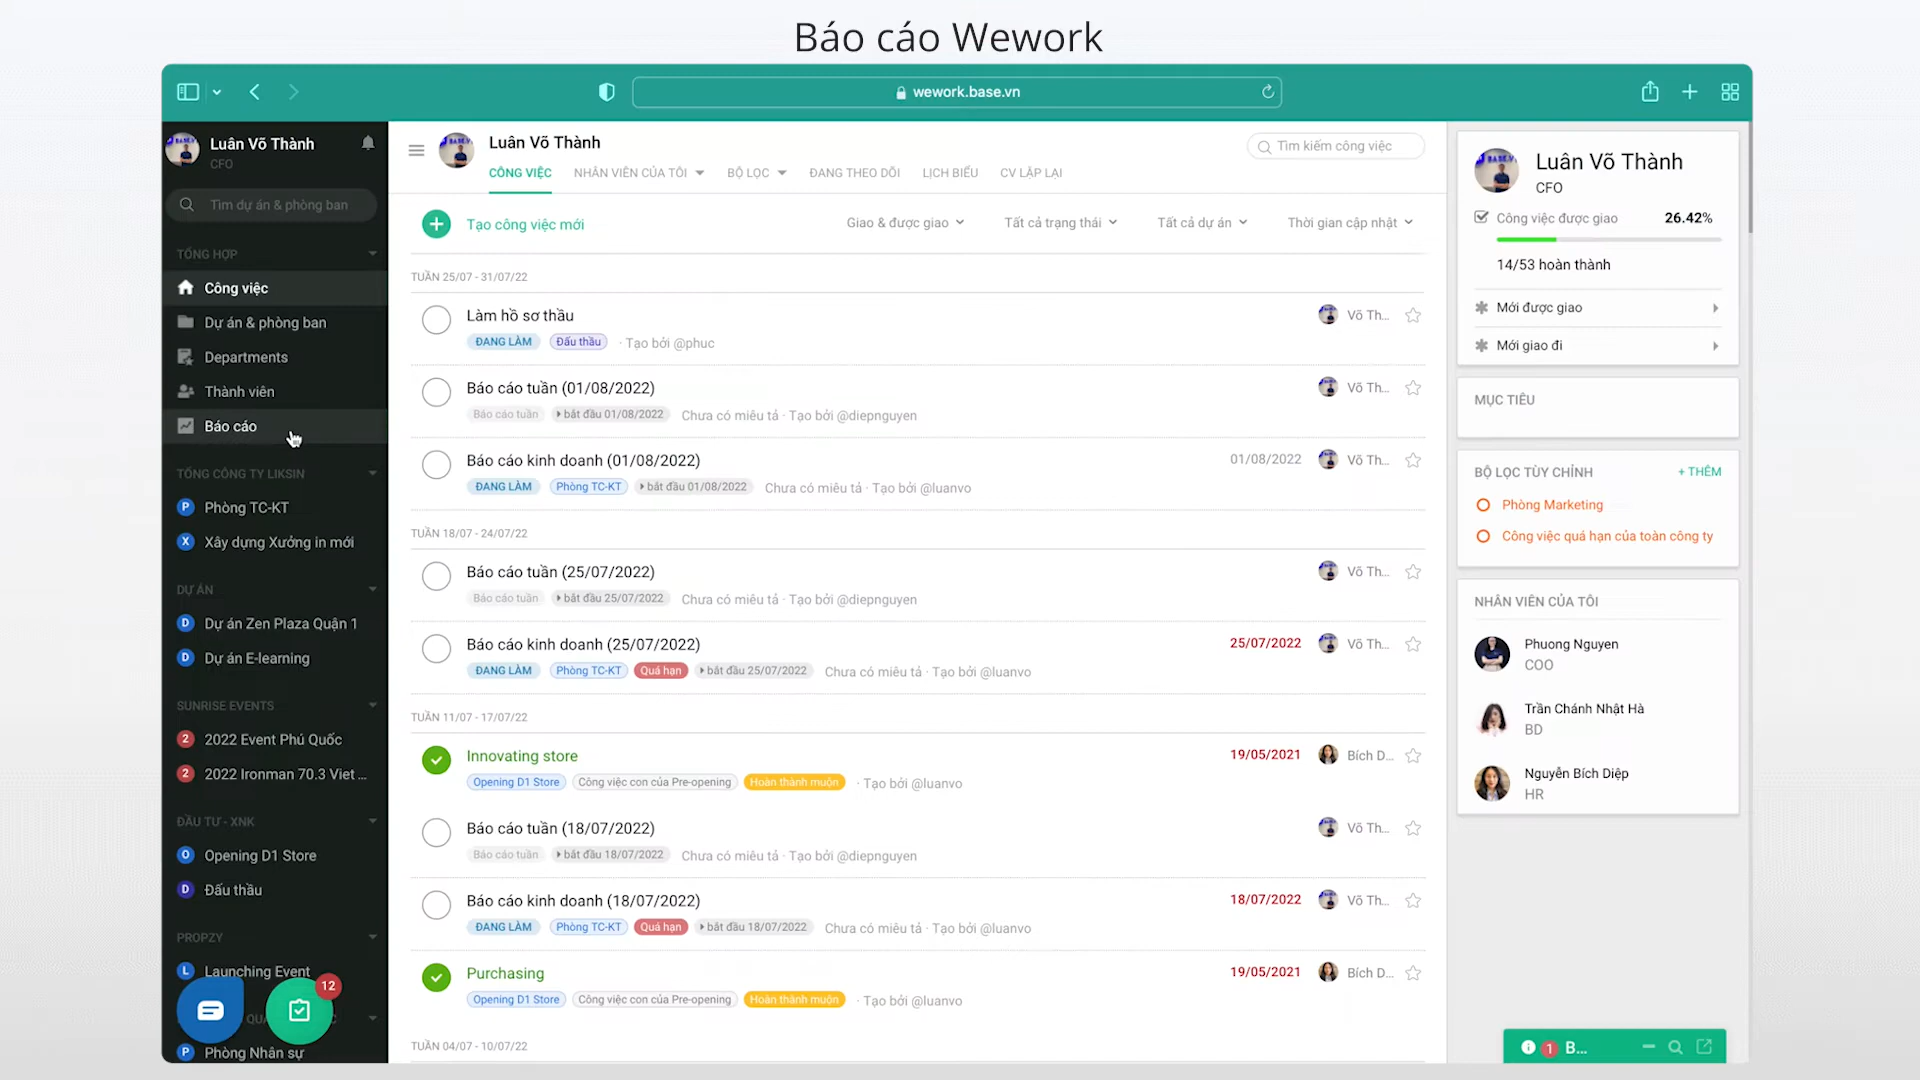 Báo cáo Wework
wework.base.vn
Luân Võ Thành
CFO
Tìm dự án & phòng ban
TỔNG HỢP
Công việc
Dự án & phòng ban
Departments
Thành viên
Báo cáo
TỔNG CÔNG TY LIKSIN
P Phòng TC-KT
X Xây dựng Xưởng in mới
DỰ ÁN
D Dự án Zen Plaza Quận 1
D Dự án E-learning
SUNRISE EVENTS
2 2022 Event Phú Quốc
2 2022 Ironman 70.3 Viet ...
ĐẦU TƯ - XNK
O Opening D1 Store
D Đấu thầu
PROPZY
L Launching Event
12
P Phòng Nhân sự
Luân Võ Thành
Tìm kiếm công việc
CÔNG VIỆC NHÂN VIÊN CỦA TÔI BỘ LỌC ĐANG THEO DÕI LỊCH BIỂU CV LẶP LẠI
Tạo công việc mới Giao & được giao Tất cả trạng thái Tất cả dự án Thời gian cập nhật
TUẦN 25/07 - 31/07/22
Làm hồ sơ thầu Võ Th...
ĐANG LÀM Đấu thầu · Tạo bởi @phuc
Báo cáo tuần (01/08/2022) Võ Th...
Báo cáo tuần bắt đầu 01/08/2022 Chưa có miêu tả · Tạo bởi @diepnguyen
Báo cáo kinh doanh (01/08/2022) 01/08/2022 Võ Th...
ĐANG LÀM Phòng TC-KT bắt đầu 01/08/2022 Chưa có miêu tả · Tạo bởi @luanvo
TUẦN 18/07 - 24/07/22
Báo cáo tuần (25/07/2022) Võ Th...
Báo cáo tuần bắt đầu 25/07/2022 Chưa có miêu tả · Tạo bởi @diepnguyen
Báo cáo kinh doanh (25/07/2022) 25/07/2022 Võ Th...
ĐANG LÀM Phòng TC-KT Quá hạn bắt đầu 25/07/2022 Chưa có miêu tả · Tạo bởi @luanvo
TUẦN 11/07 - 17/07/22
Innovating store 19/05/2021 Bích D...
Opening D1 Store Công việc con của Pre-opening Hoàn thành muộn · Tạo bởi @luanvo
Báo cáo tuần (18/07/2022) Võ Th...
Báo cáo tuần bắt đầu 18/07/2022 Chưa có miêu tả · Tạo bởi @diepnguyen
Báo cáo kinh doanh (18/07/2022) 18/07/2022 Võ Th...
ĐANG LÀM Phòng TC-KT Quá hạn bắt đầu 18/07/2022 Chưa có miêu tả · Tạo bởi @luanvo
Purchasing 19/05/2021 Bích D...
Opening D1 Store Công việc con của Pre-opening Hoàn thành muộn · Tạo bởi @luanvo
TUẦN 04/07 - 10/07/22
Luân Võ Thành
CFO
Công việc được giao 26.42%
14/53 hoàn thành
Mới được giao
Mới giao đi
MỤC TIÊU
BỘ LỌC TÙY CHỈNH + THÊM
Phòng Marketing
Công việc quá hạn của toàn công ty
NHÂN VIÊN CỦA TÔI
Phuong Nguyen
COO
Trần Chánh Nhật Hà
BD
Nguyễn Bích Diệp
HR
1 B...